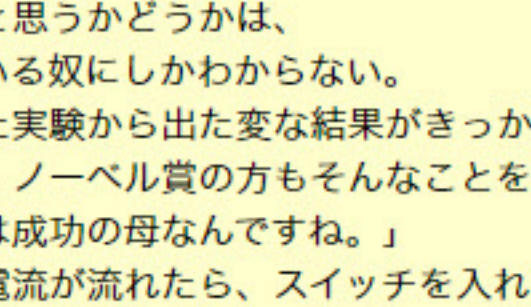 と思うかどうかは、
いる奴にしかわからない。
た実験から出た変な結果がきっか
ノーベル賞の方もそんなことを
は成功の母なんですね。」
電流が流れたら、スイッチを入れ